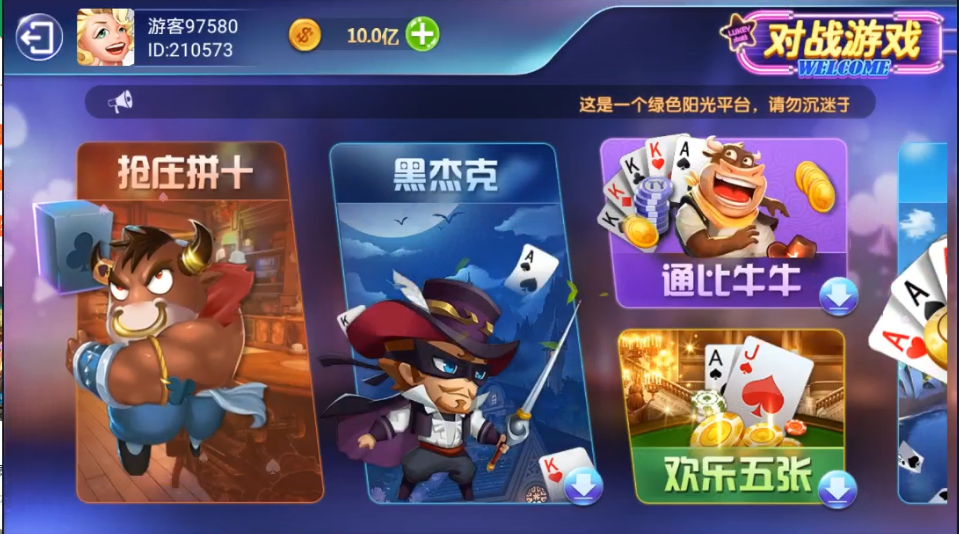 游客97580
ID:210573
10.0亿
LUCKY
对战游戏
WELCOME
这是一个绿色阳光平台，请勿沉迷于
抢庄拼十
黑杰克
通比牛牛
欢乐五张
K
K
K
K
A
A
K
K
A
J
A
A